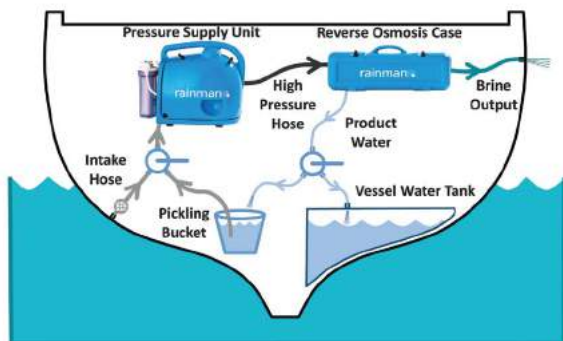 Pressure Supply Unit
Reverse Osmosis Case
rainman
rainman
High
Pressure
Hose
Brine
Output
Product
Water
Intake
Hose
Vessel Water Tank
Pickling
Bucket